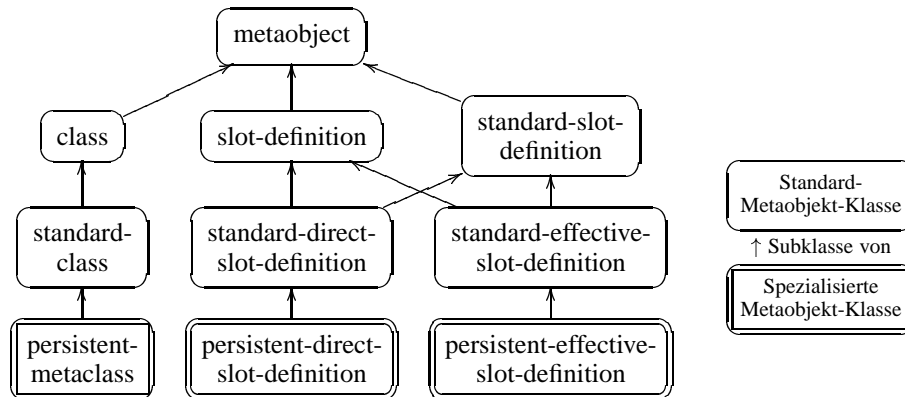 metaobject
class
slot-definition
standard-slot-
definition
standard-
class
standard-direct-
slot-definition
standard-effective-
slot-definition
persistent-
metaclass
persistent-direct-
slot-definition
persistent-effective-
slot-definition
Standard-
Metaobjekt-Klasse
↑ Subklasse von
Spezialisierte
Metaobjekt-Klasse